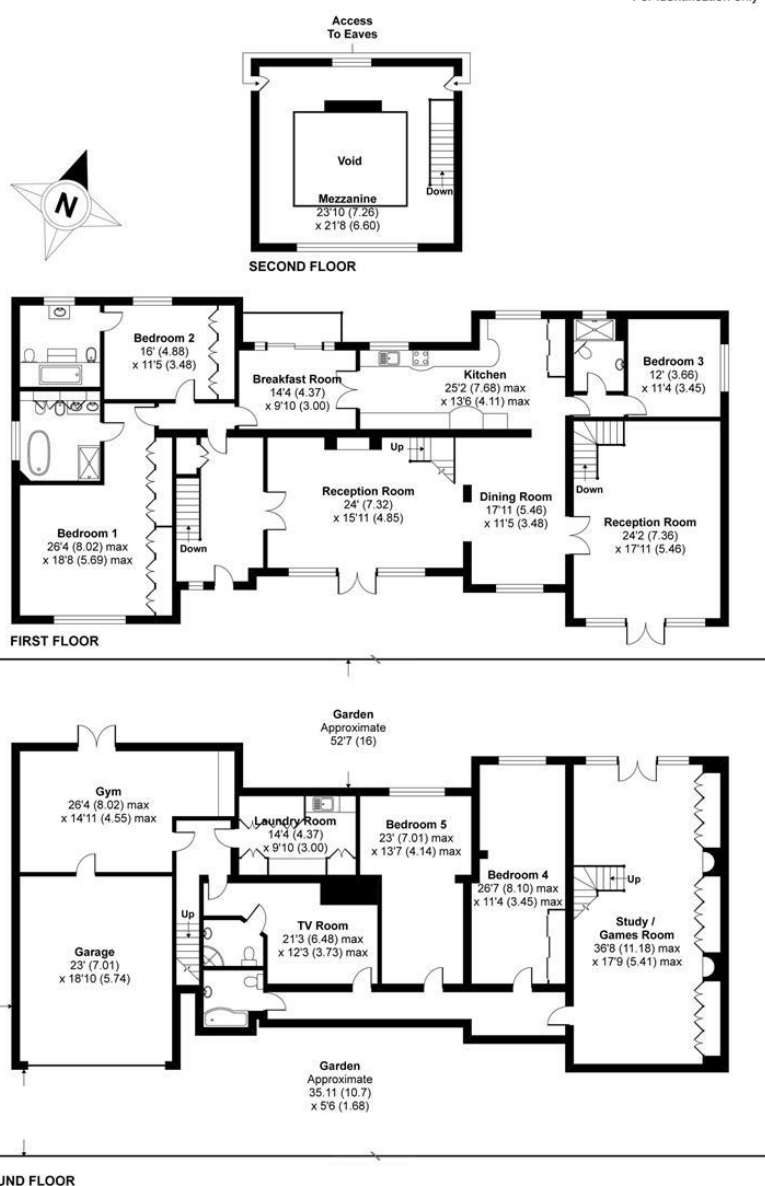 Access
To Eaves
Void
Mezzanine
23'10 (7.26)
x 21'8 (6.60)
Down
SECOND FLOOR
N
Bedroom 2
16' (4.88)
x 11'5 (3.48)
Breakfast Room
14'4 (4.37)
x 9'10 (3.00)
Kitchen
25'2 (7.68) max
x 13'6 (4.11) max
Bedroom 3
12' (3.66)
x 11'4 (3.45)
Up
Reception Room
24' (7.32)
x 15'11 (4.85)
Dining Room
17'11 (5.46)
x 11'5 (3.48)
Down
Reception Room
24'2 (7.36)
x 17'11 (5.46)
Bedroom 1
26'4 (8.02) max
x 18'8 (5.69) max
Down
FIRST FLOOR
Garden
Approximate
52'7 (16)
Gym
26'4 (8.02) max
x 14'11 (4.55) max
Laundry Room
14'4 (4.37)
x 9'10 (3.00)
Bedroom 5
23' (7.01) max
x 13'7 (4.14) max
Bedroom 4
26'7 (8.10) max
x 11'4 (3.45) max
Up
Up
TV Room
21'3 (6.48) max
x 12'3 (3.73) max
Study /
Games Room
36'8 (11.18) max
x 17'9 (5.41) max
Garage
23' (7.01)
x 18'10 (5.74)
Garden
Approximate
35.11 (10.7)
x 5'6 (1.68)
UND FLOOR